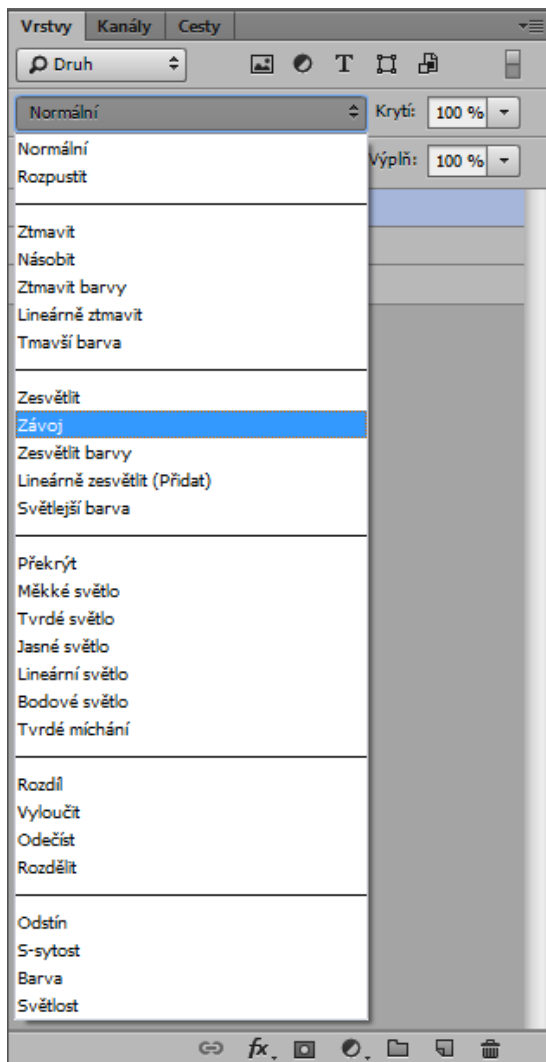 Vrstvy Kanály Cesty
Druh
Normální Krytí: 100 %
Výplň: 100 %
Normální
Rozpustit
Ztmavit
Násobit
Ztmavit barvy
Lineárně ztmavit
Tmavší barva
Zesvětlit
Závoj
Zesvětlit barvy
Lineárně zesvětlit (Přidat)
Světlejší barva
Překrýt
Měkké světlo
Tvrdé světlo
Jasné světlo
Lineární světlo
Bodové světlo
Tvrdé míchání
Rozdíl
Vyloučit
Odečíst
Rozdělit
Odstín
S-sytost
Barva
Světlost
fx